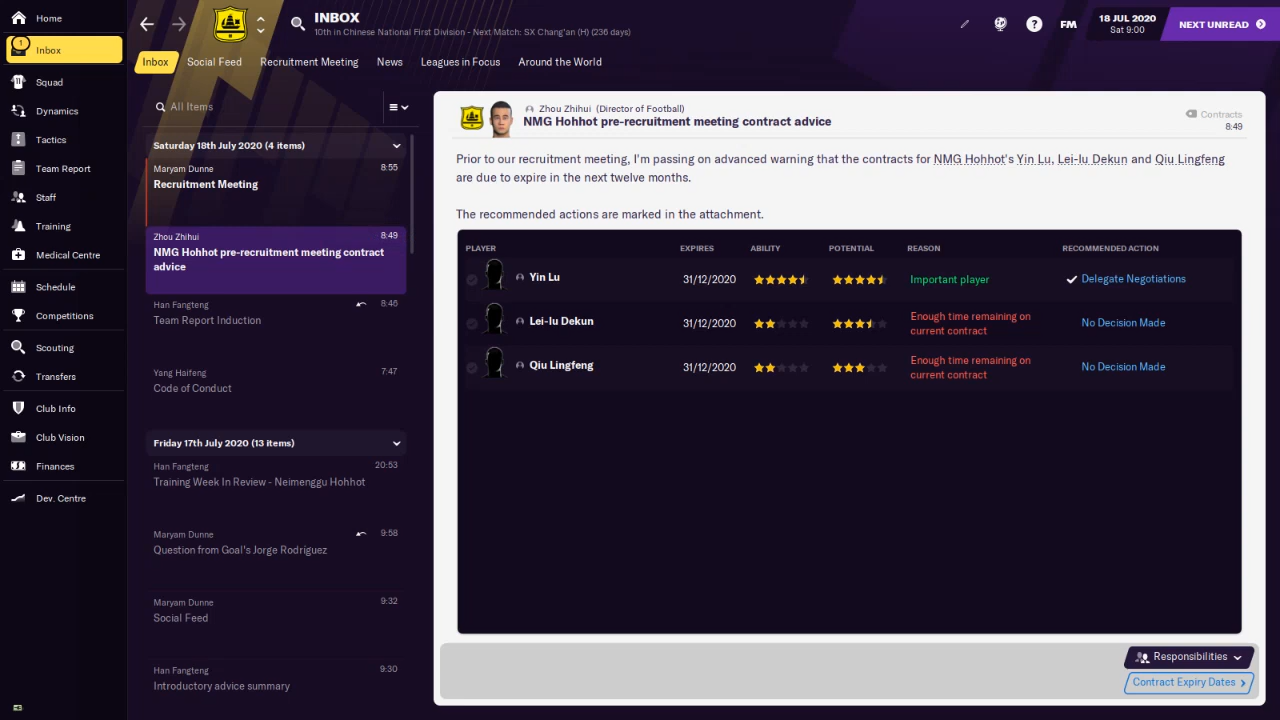 Home
1
Inbox
Squad
Dynamics
Tactics
Team Report
Staff
Training
Medical Centre
Schedule
Competitions
Scouting
Transfers
Club Info
Club Vision
Finances
Dev. Centre
INBOX
10th in Chinese National First Division - Next Match: SX Chang'an (H) (236 days)
?
FM
18 JUL 2020
Sat 9:00
NEXT UNREAD
Inbox
Social Feed
Recruitment Meeting
News
Leagues in Focus
Around the World
All Items
Saturday 18th July 2020 (4 items)
Maryam Dunne 8:55
Recruitment Meeting
Zhou Zhihui 8:49
NMG Hohhot pre-recruitment meeting contract
advice
Han Fangteng 8:46
Team Report Induction
Yang Haifeng 7:47
Code of Conduct
Friday 17th July 2020 (13 items)
Han Fangteng 20:53
Training Week In Review - Neimenggu Hohhot
Maryam Dunne 9:58
Question from Goal's Jorge Rodríguez
Maryam Dunne 9:32
Social Feed
Han Fangteng 9:30
Introductory advice summary
Zhou Zhihui (Director of Football)
NMG Hohhot pre-recruitment meeting contract advice
Contracts
8:49
Prior to our recruitment meeting, I'm passing on advanced warning that the contracts for NMG Hohhot's Yin Lu, Lei-lu Dekun and Qiu Lingfeng
are due to expire in the next twelve months.
The recommended actions are marked in the attachment.
PLAYER EXPIRES ABILITY POTENTIAL REASON RECOMMENDED ACTION
Yin Lu 31/12/2020 Important player Delegate Negotiations
Lei-lu Dekun 31/12/2020 Enough time remaining on
current contract No Decision Made
Qiu Lingfeng 31/12/2020 Enough time remaining on
current contract No Decision Made
Responsibilities
Contract Expiry Dates